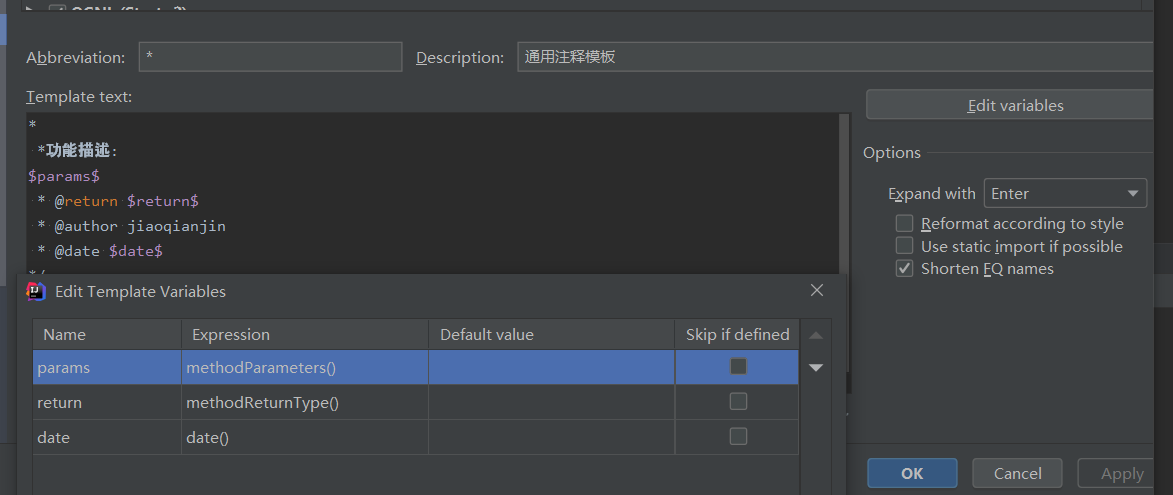 Abbreviation: * Description: 通用注释模板
Template text:
Edit variables
*
*功能描述：
$params$
* @return $return$
* @author jiaoqianjin
* @date $date$
Options
Expand with Enter
Reformat according to style
Use static import if possible
Shorten FQ names
Edit Template Variables
Name Expression Default value Skip if defined
params methodParameters()
return methodReturnType()
date date()
OK Cancel Apply